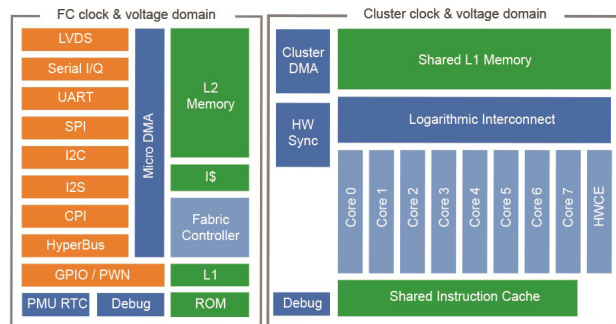 FC clock & voltage domain
LVDS
Serial I/Q
UART
SPI
I2C
I2S
CPI
HyperBus
Micro DMA
L2
Memory
I$
Fabric
Controller
GPIO / PWN
L1
PMU RTC
Debug
ROM
Cluster clock & voltage domain
Cluster
DMA
Shared L1 Memory
HW
Sync
Logarithmic Interconnect
Core 0
Core 1
Core 2
Core 3
Core 4
Core 5
Core 6
Core 7
HWCE
Debug
Shared Instruction Cache